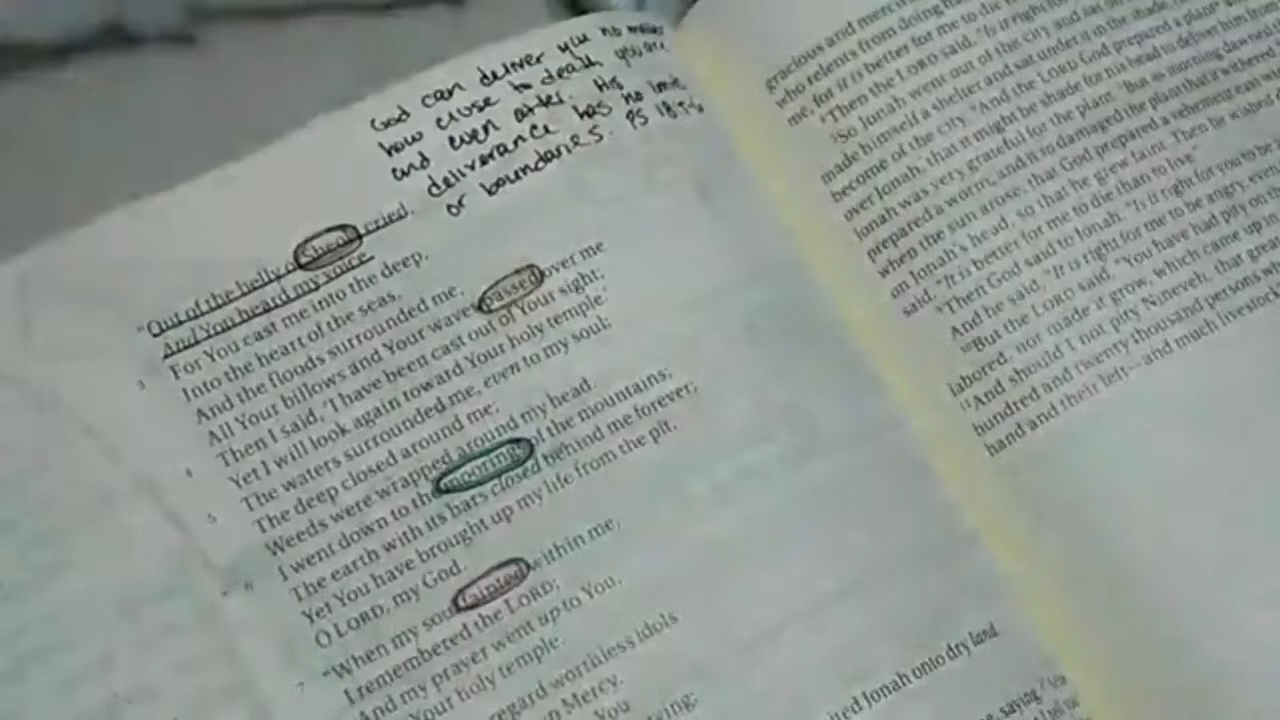 God can deliver you no matter
how close to death you are
and even after. His
deliverance has no limits
or boundaries. PS 18:5-6
"Out of the belly of Sheol I cried,
And You heard my voice.
3 For You cast me into the deep,
Into the heart of the seas,
And the floods surrounded me,
All Your billows and Your waves passed over me
4 Then I said, 'I have been cast out of Your sight;
Yet I will look again toward Your holy temple.'
5 The waters surrounded me, even to my soul;
The deep closed around me;
Weeds were wrapped around my head.
6 I went down to the moorings of the mountains;
The earth with its bars closed behind me forever;
Yet You have brought up my life from the pit,
O LORD, my God.
7 "When my soul fainted within me,
I remembered the LORD;
And my prayer went up to You,
Your holy temple.
regard worthless idols
Mercy.
You
gracious and merciful
who relents from doing
me, for it is better for me to die
"Then the LORD said, "Is it right for
So Jonah went out of the city and sat on
made himself a shelter and sat under it in the shade,
become of the city. And the LORD God prepared a plant
over Jonah, that it might be shade for his head to deliver him from
Jonah was very grateful for the plant. But as morning dawned
prepared a worm, and it so damaged the plant that it withered
when the sun arose, that God prepared a vehement east
on Jonah's head, so that he grew faint. Then he wished
said, "It is better for me to die than to live."
"Then God said to Jonah, "Is it right for you to be
And he said, "It is right for me to be angry, even
"But the LORD said, "You have had pity on
labored, nor made it grow, which came up in
"And should I not pity Nineveh, that great
hundred and twenty thousand persons who
hand and their left—and much livestock
Jonah onto dry land
saying,